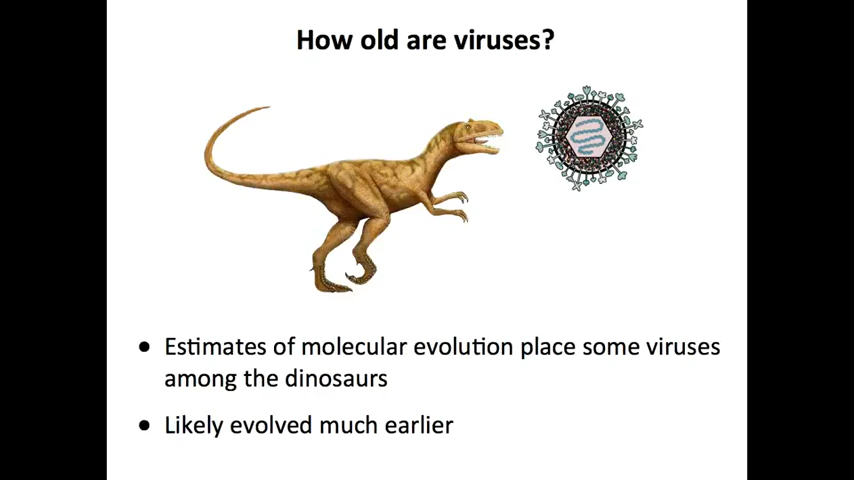 How old are viruses?
● Estimates of molecular evolution place some viruses
among the dinosaurs
● Likely evolved much earlier